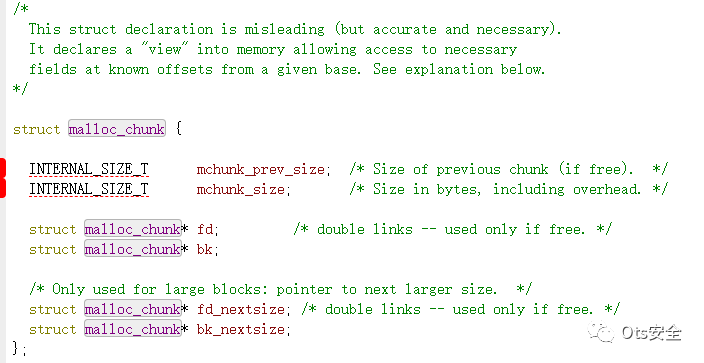 /*
This struct declaration is misleading (but accurate and necessary).
It declares a "view" into memory allowing access to necessary
fields at known offsets from a given base. See explanation below.
*/
struct malloc_chunk {
INTERNAL_SIZE_T mchunk_prev_size; /* Size of previous chunk (if free). */
INTERNAL_SIZE_T mchunk_size; /* Size in bytes, including overhead. */
struct malloc_chunk* fd; /* double links -- used only if free. */
struct malloc_chunk* bk;
/* Only used for large blocks: pointer to next larger size. */
struct malloc_chunk* fd_nextsize; /* double links -- used only if free. */
struct malloc_chunk* bk_nextsize;
};
Ots安全